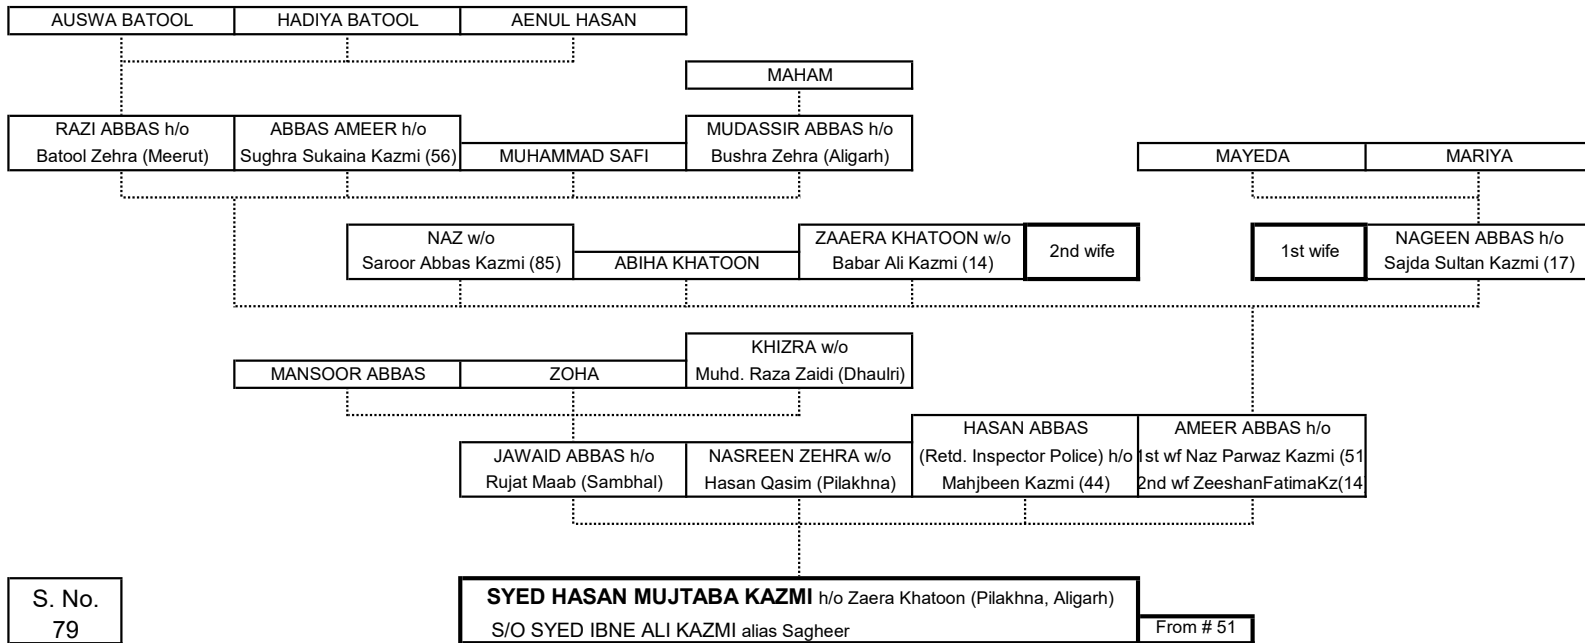 AUSWA BATOOL
HADIYA BATOOL
AENUL HASAN
MAHAM
RAZI ABBAS h/o
Batool Zehra (Meerut)
ABBAS AMEER h/o
Sughra Sukaina Kazmi (56)
MUHAMMAD SAFI
MUDASSIR ABBAS h/o
Bushra Zehra (Aligarh)
MAYEDA
MARIYA
NAZ w/o
Saroor Abbas Kazmi (85)
ABIHA KHATOON
ZAAERA KHATOON w/o
Babar Ali Kazmi (14)
2nd wife
1st wife
NAGEEN ABBAS h/o
Sajda Sultan Kazmi (17)
MANSOOR ABBAS
ZOHA
KHIZRA w/o
Muhd. Raza Zaidi (Dhaulri)
JAWAID ABBAS h/o
Rujat Maab (Sambhal)
NASREEN ZEHRA w/o
Hasan Qasim (Pilakhna)
HASAN ABBAS
(Retd. Inspector Police) h/o
Mahjbeen Kazmi (44)
AMEER ABBAS h/o
1st wf Naz Parwaz Kazmi (51
2nd wf ZeeshanFatimaKz(14
S. No.
79
SYED HASAN MUJTABA KAZMI h/o Zaera Khatoon (Pilakhna, Aligarh)
S/O SYED IBNE ALI KAZMI alias Sagheer
From # 51